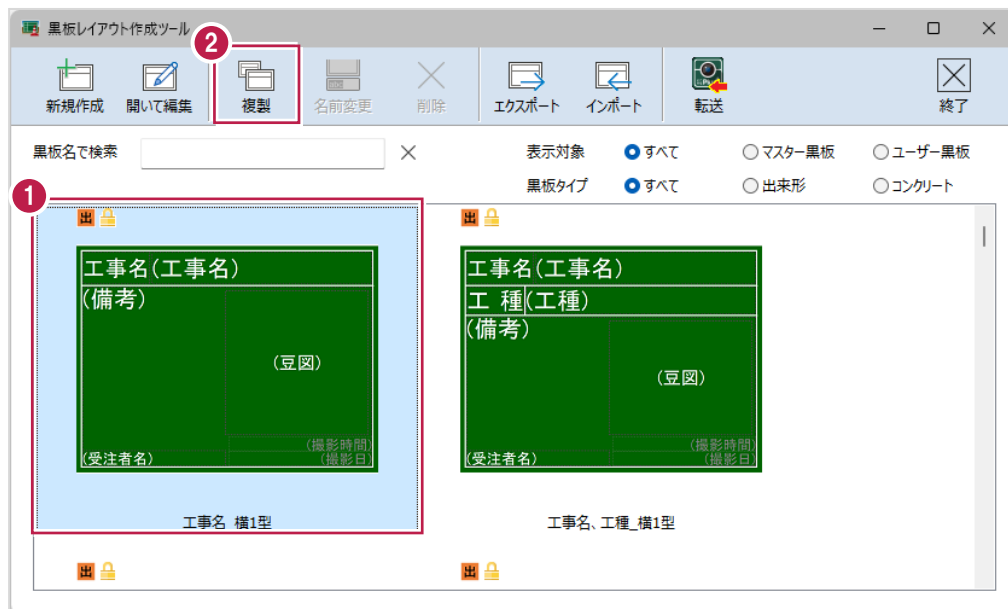 黒板レイアウト作成ツール
2
新規作成 開いて編集 複製 名前変更 削除 エクスポート インポート 転送 終了
黒板名で検索 表示対象 すべて マスター黒板 ユーザー黒板
黒板タイプ すべて 出来形 コンクリート
1
出
工事名(工事名)
(備考)
(豆図)
(撮影時間)
(受注者名) (撮影日)
工事名_横1型
出
工事名(工事名)
工 種(工種)
(備考)
(豆図)
(撮影時間)
(受注者名) (撮影日)
工事名、工種_横1型
出
出